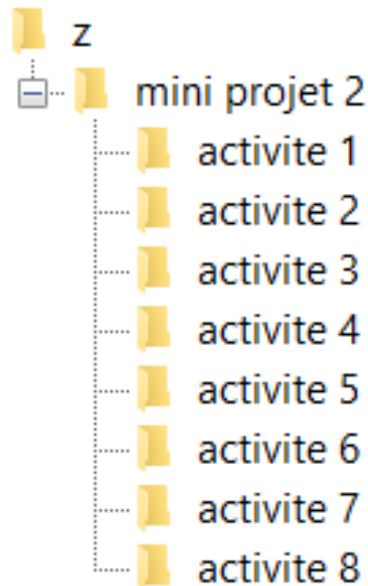 z
mini projet 2
activite 1
activite 2
activite 3
activite 4
activite 5
activite 6
activite 7
activite 8